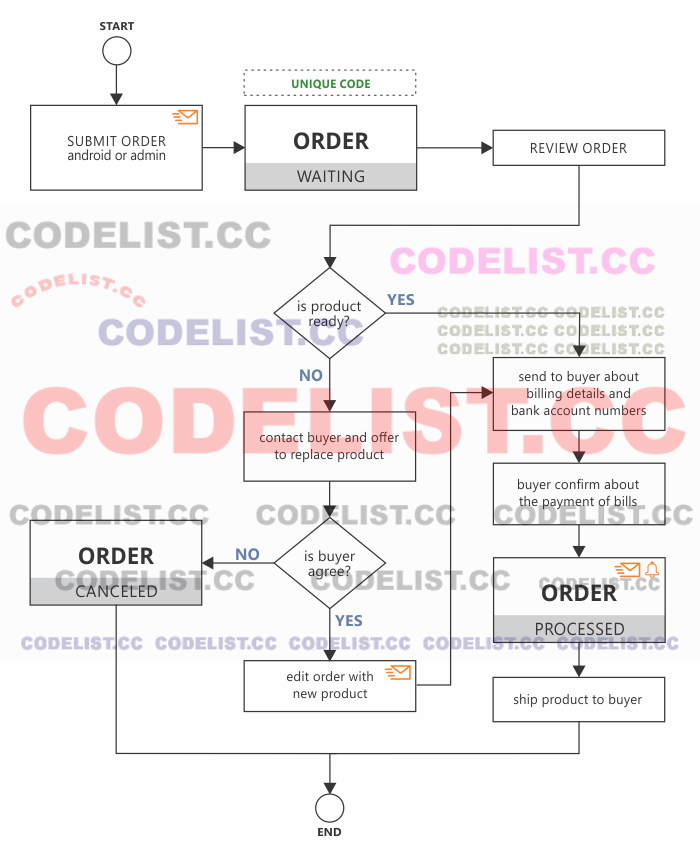 START
UNIQUE CODE
SUBMIT ORDER
android or admin
ORDER
WAITING
REVIEW ORDER
CODELIST.CC
CODELIST.CC
CODELIST.CC
is product
ready?
YES
CODELIST.CC
CODELIST.CC CODELIST.CC
CODELIST.CC CODELIST.CC
CODELIST.CC CODELIST.CC
NO
send to buyer about
billing details and
bank account numbers
CODELIST.CC
contact buyer and offer
to replace product
buyer confirm about
the payment of bills
CODELIST.CC CODELIST.CC CODELIST.CC
ORDER
CANCELED
NO
is buyer
agree?
CODELIST.CC CODELIST.CC CODELIST.CC
ORDER
PROCESSED
YES
CODELIST.CC CODELIST.CC CODELIST.CC CODELIST.CC CODELIST.CC
edit order with
new product
ship product to buyer
END